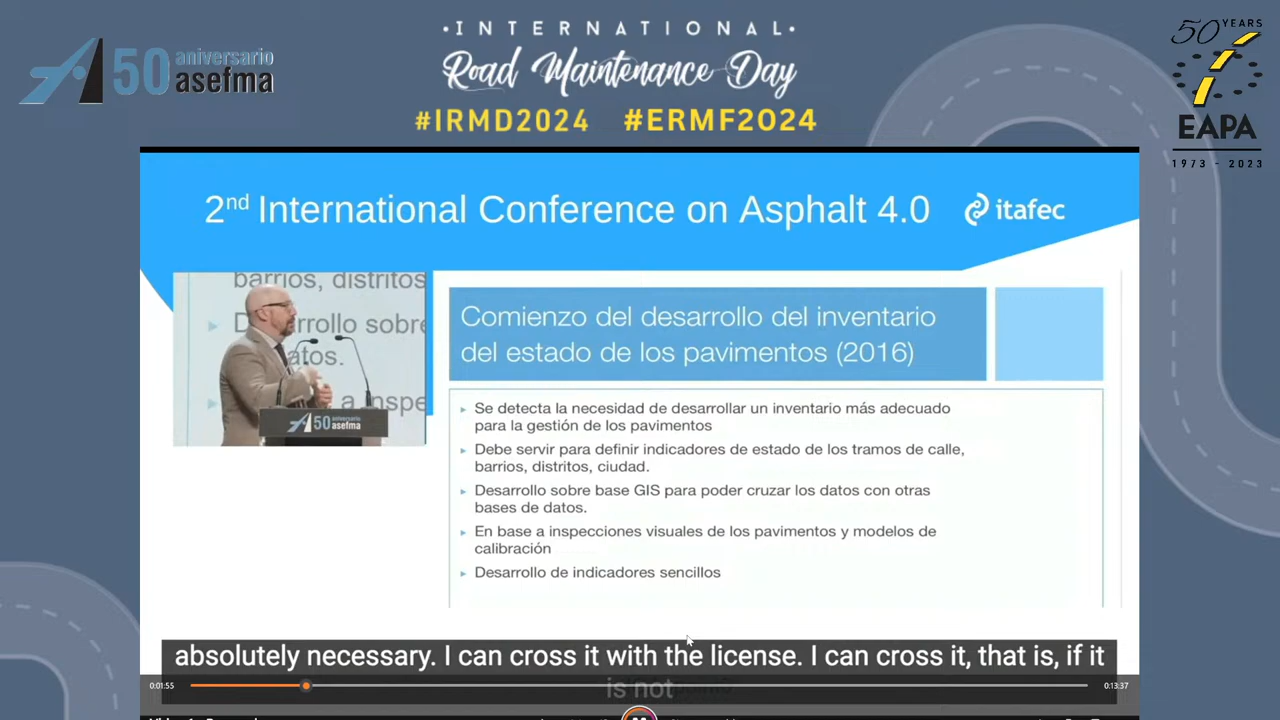 50 aniversario
asefma
·INTERNATIONAL·
Road Maintenance Day
#IRMD2024 #ERMF2024
50 YEARS
EAPA
1973 - 2023
2nd International Conference on Asphalt 4.0
itafec
barrios, distritos
atos.
50 aniversario
asefma
Comienzo del desarrollo del inventario
del estado de los pavimentos (2016)
Se detecta la necesidad de desarrollar un inventario más adecuado
para la gestión de los pavimentos
Debe servir para definir indicadores de estado de los tramos de calle,
barrios, distritos, ciudad.
Desarrollo sobre base GIS para poder cruzar los datos con otras
bases de datos.
En base a inspecciones visuales de los pavimentos y modelos de
calibración
Desarrollo de indicadores sencillos
absolutely necessary. I can cross it with the license. I can cross it, that is, if it
is not
0:01:55
0:13:37